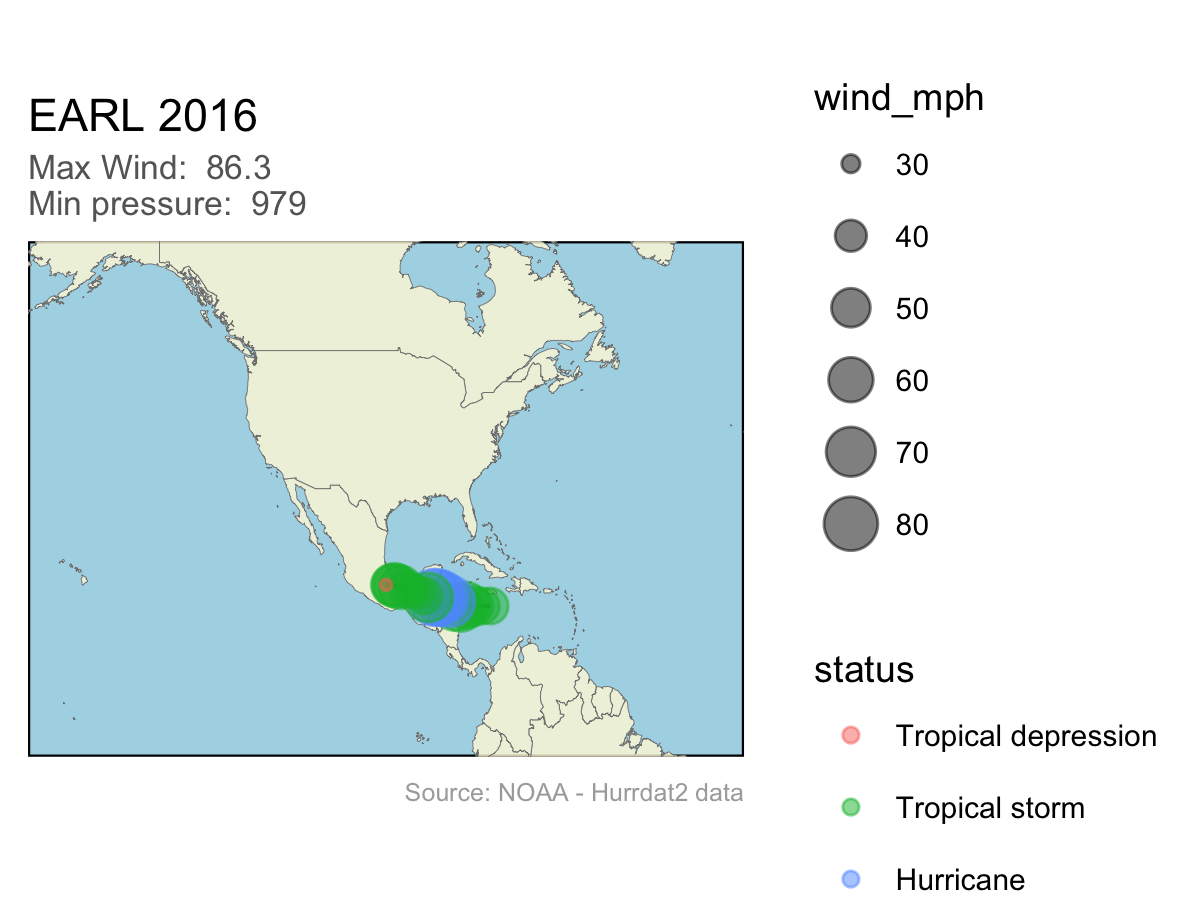 EARL 2016
Max Wind:  86.3
Min pressure:  979
Source: NOAA - Hurrdat2 data
wind_mph
30
40
50
60
70
80
status
Tropical depression
Tropical storm
Hurricane